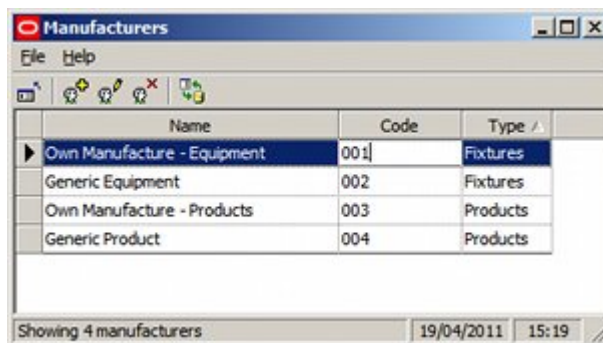 Manufacturers
File Help
Name Code Type
Own Manufacture - Equipment 001 Fixtures
Generic Equipment 002 Fixtures
Own Manufacture - Products 003 Products
Generic Product 004 Products
Showing 4 manufacturers 19/04/2011 15:19